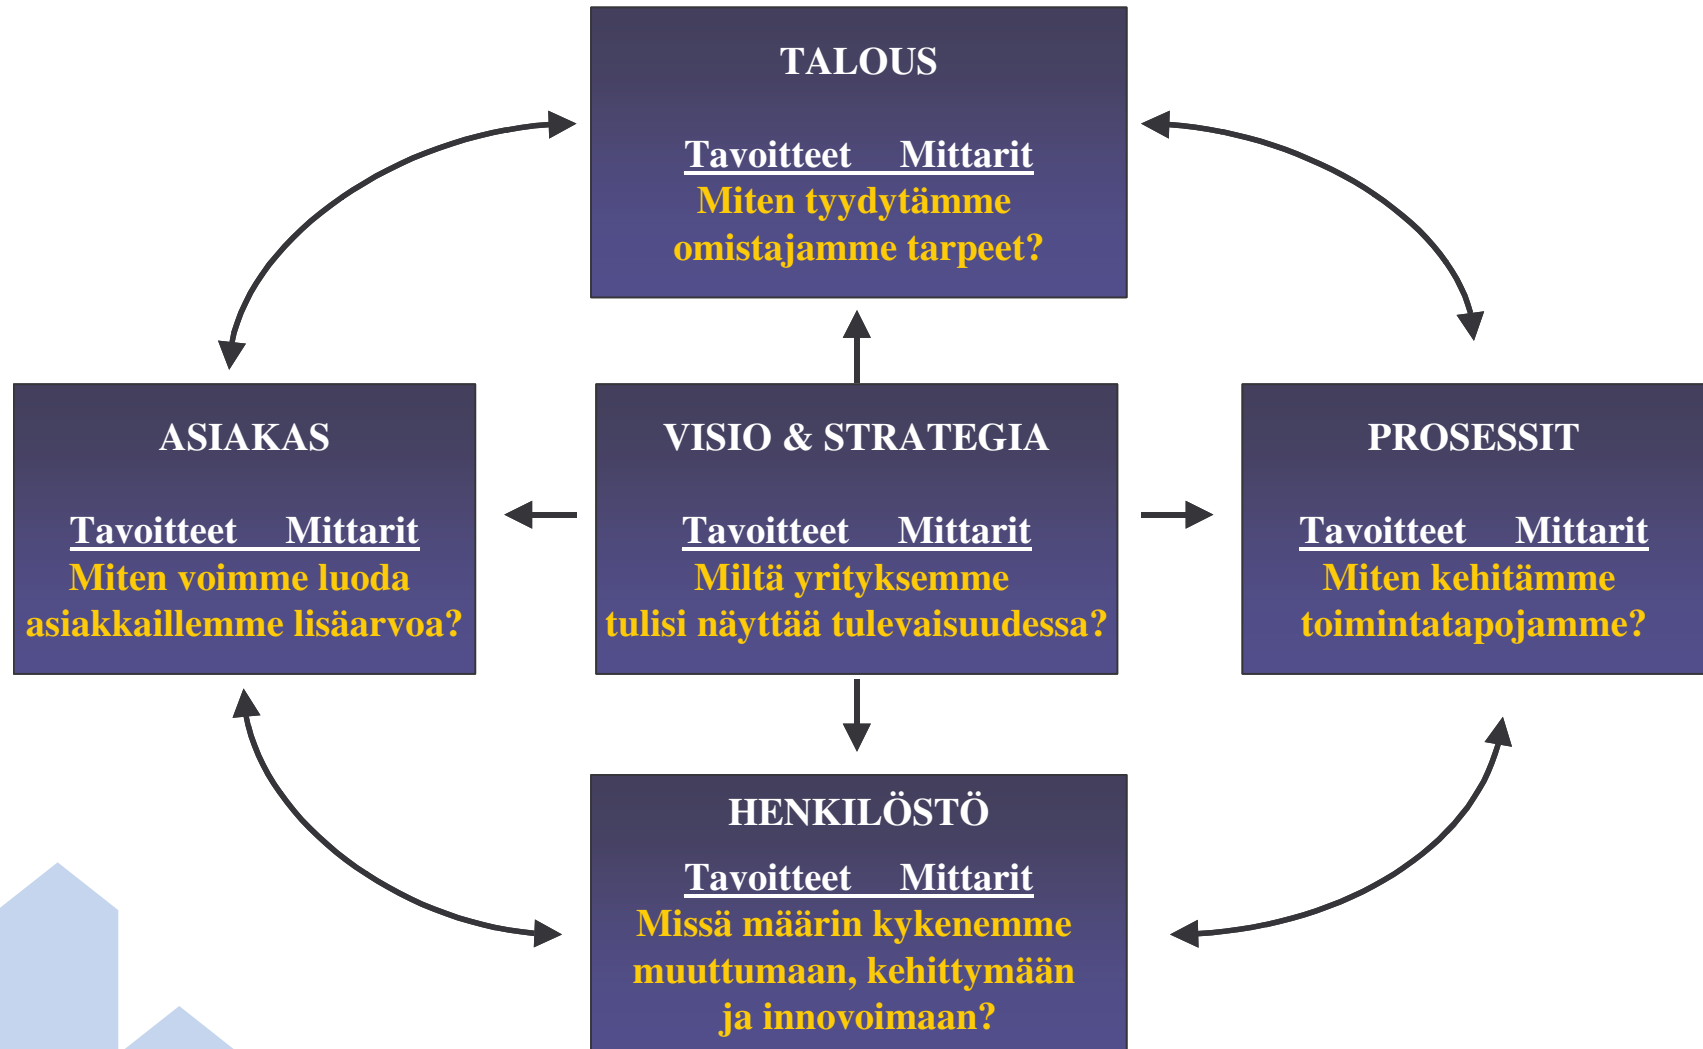 TALOUS
Tavoitteet Mittarit
Miten tyydytämme
omistajamme tarpeet?
ASIAKAS
Tavoitteet Mittarit
Miten voimme luoda
asiakkaillemme lisäarvoa?
VISIO & STRATEGIA
Tavoitteet Mittarit
Miltä yrityksemme
tulisi näyttää tulevaisuudessa?
PROSESSIT
Tavoitteet Mittarit
Miten kehitämme
toimintatapojamme?
HENKILÖSTÖ
Tavoitteet Mittarit
Missä määrin kykenemme
muuttumaan, kehittymään
ja innovoimaan?